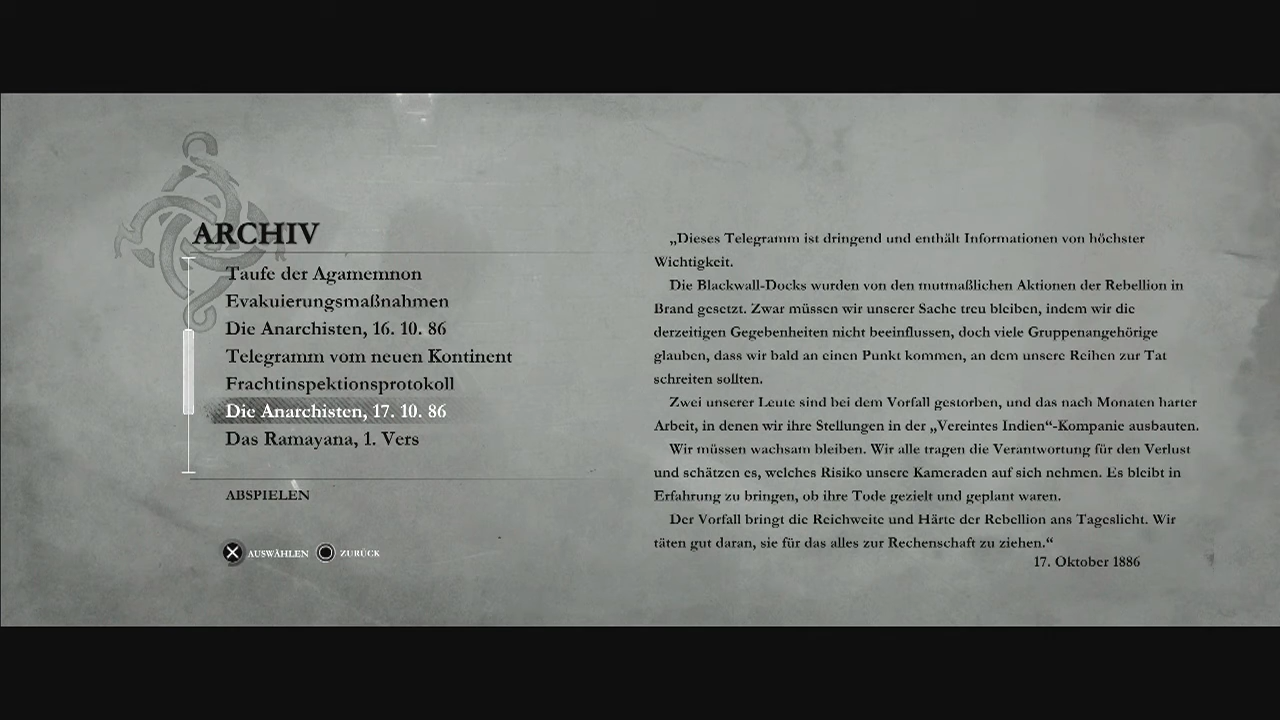 ARCHIV
Taufe der Agamemnon
Evakuierungsmaßnahmen
Die Anarchisten, 16. 10. 86
Telegramm vom neuen Kontinent
Frachtinspektionsprotokoll
Die Anarchisten, 17. 10. 86
Das Ramayana, 1. Vers
ABSPIELEN
AUSWÄHLEN ZURÜCK
„Dieses Telegramm ist dringend und enthält Informationen von höchster
Wichtigkeit.
Die Blackwall-Docks wurden von den mutmaßlichen Aktionen der Rebellion in
Brand gesetzt. Zwar müssen wir unserer Sache treu bleiben, indem wir die
derzeitigen Gegebenheiten nicht beeinflussen, doch viele Gruppenangehörige
glauben, dass wir bald an einen Punkt kommen, an dem unsere Reihen zur Tat
schreiten sollten.
Zwei unserer Leute sind bei dem Vorfall gestorben, und das nach Monaten harter
Arbeit, in denen wir ihre Stellungen in der „Vereintes Indien“-Kompanie ausbauten.
Wir müssen wachsam bleiben. Wir alle tragen die Verantwortung für den Verlust
und schätzen es, welches Risiko unsere Kameraden auf sich nehmen. Es bleibt in
Erfahrung zu bringen, ob ihre Tode gezielt und geplant waren.
Der Vorfall bringt die Reichweite und Härte der Rebellion ans Tageslicht. Wir
täten gut daran, sie für das alles zur Rechenschaft zu ziehen.“
17. Oktober 1886